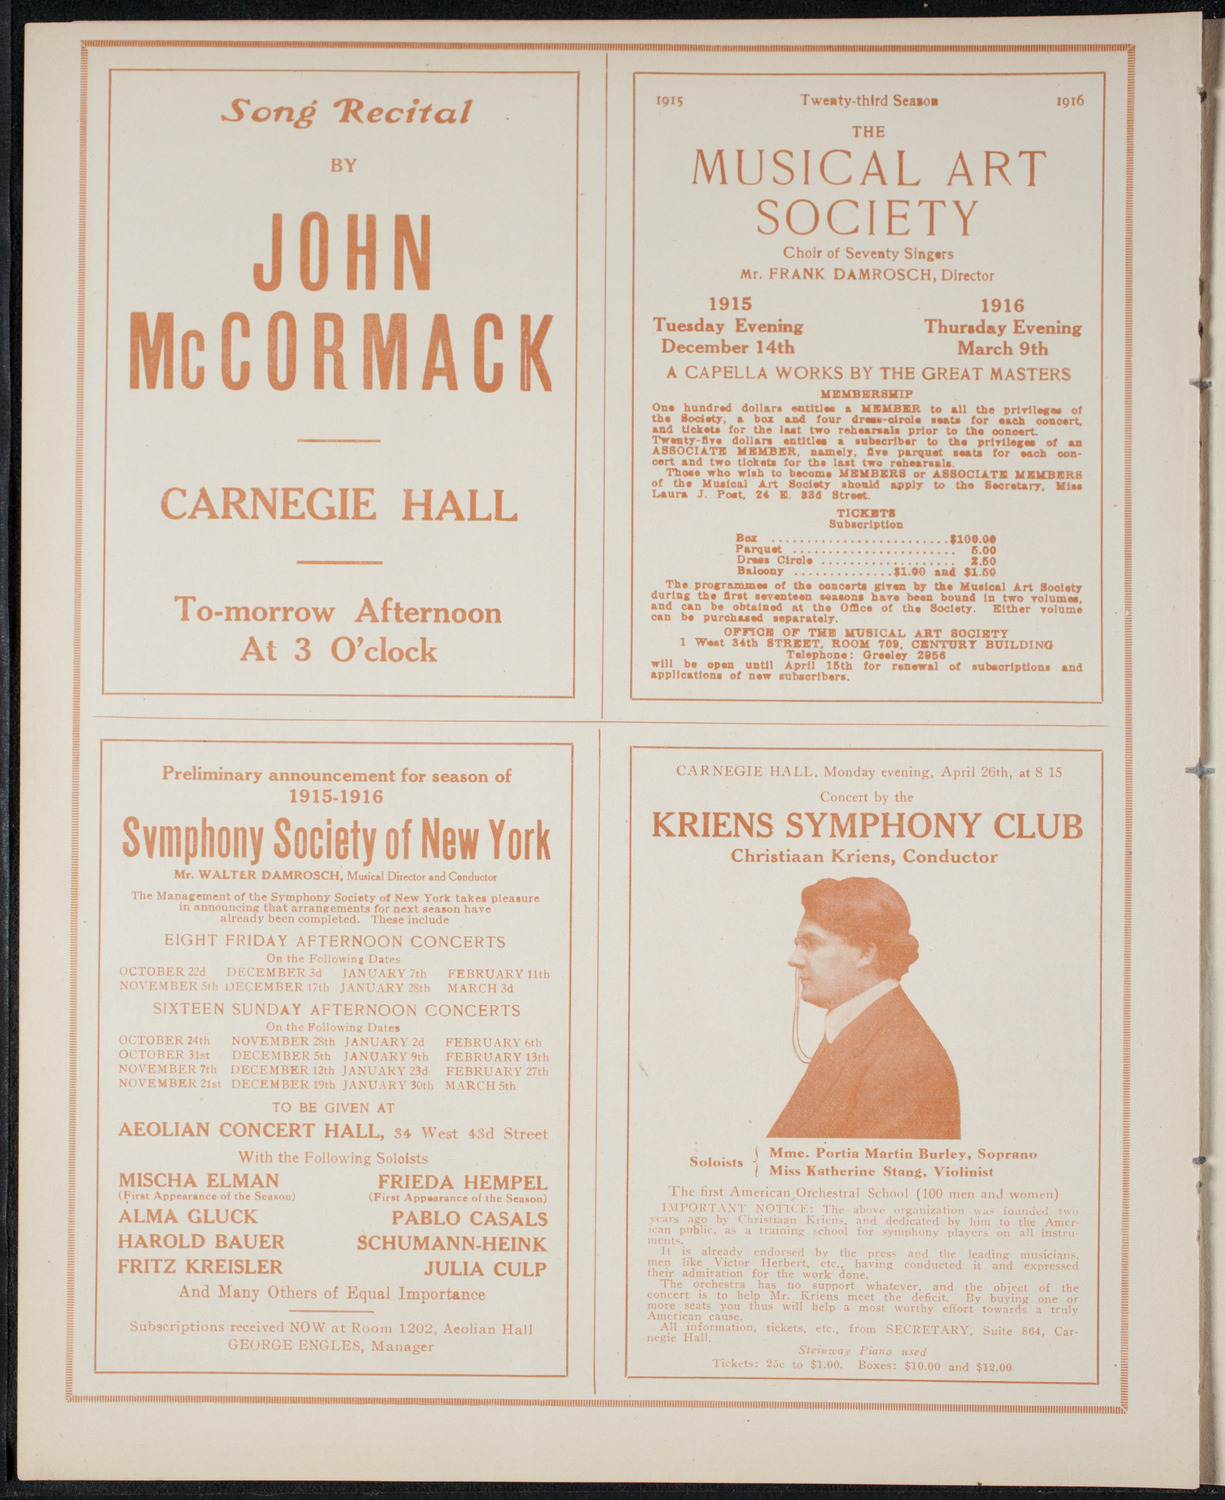 Song Recital
BY
JOHN
McCORMACK
CARNEGIE HALL
To-morrow Afternoon
At 3 O'clock
1915 Twenty-third Season 1916
THE
MUSICAL ART
SOCIETY
Choir of Seventy Singers
Mr. FRANK DAMROSCH, Director
1915 1916
Tuesday Evening Thursday Evening
December 14th March 9th
A CAPELLA WORKS BY THE GREAT MASTERS
MEMBERSHIP
One hundred dollars entitles a MEMBER to all the privileges of
the Society, a box and four dress-circle seats for each concert,
and tickets for the last two rehearsals prior to the concert.
Twenty-five dollars entitles a subscriber to the privileges of an
ASSOCIATE MEMBER, namely, five parquet seats for each con-
cert and two tickets for the last two rehearsals.
Those who wish to become MEMBERS or ASSOCIATE MEMBERS
of the Musical Art Society should apply to the Secretary, Miss
Laura J. Post, 24 E. 33d Street.
TICKETS
Subscription
Box .........................$100.00
Parquet ....................... 5.00
Dress Circle ................... 2.50
Balcony ..............$1.00 and $1.50
The programmes of the concerts given by the Musical Art Society
during the first seventeen seasons have been bound in two volumes,
and can be obtained at the Office of the Society. Either volume
can be purchased separately.
OFFICE OF THE MUSICAL ART SOCIETY
1 West 34th STREET, ROOM 709, CENTURY BUILDING
Telephone: Greeley 2956
will be open until April 15th for renewal of subscriptions and
applications of new subscribers.
Preliminary announcement for season of
1915-1916
Symphony Society of New York
Mr. WALTER DAMROSCH, Musical Director and Conductor
The Management of the Symphony Society of New York takes pleasure
in announcing that arrangements for next season have
already been completed. These include
EIGHT FRIDAY AFTERNOON CONCERTS
On the Following Dates
OCTOBER 22d DECEMBER 3d JANUARY 7th FEBRUARY 11th
NOVEMBER 5th DECEMBER 17th JANUARY 28th MARCH 3d
SIXTEEN SUNDAY AFTERNOON CONCERTS
On the Following Dates
OCTOBER 24th NOVEMBER 28th JANUARY 2d FEBRUARY 6th
OCTOBER 31st DECEMBER 5th JANUARY 9th FEBRUARY 13th
NOVEMBER 7th DECEMBER 12th JANUARY 23d FEBRUARY 27th
NOVEMBER 21st DECEMBER 19th JANUARY 30th MARCH 5th
TO BE GIVEN AT
AEOLIAN CONCERT HALL, 34 West 43d Street
With the Following Soloists
MISCHA ELMAN FRIEDA HEMPEL
(First Appearance of the Season) (First Appearance of the Season)
ALMA GLUCK PABLO CASALS
HAROLD BAUER SCHUMANN-HEINK
FRITZ KREISLER JULIA CULP
And Many Others of Equal Importance
Subscriptions received NOW at Room 1202, Aeolian Hall
GEORGE ENGLES, Manager
CARNEGIE HALL, Monday evening, April 26th, at 8 15
Concert by the
KRIENS SYMPHONY CLUB
Christiaan Kriens, Conductor
Soloists { Mme. Portia Martin Burley, Soprano
Miss Katherine Stang, Violinist
The first American Orchestral School (100 men and women)
IMPORTANT NOTICE: The above organization was founded two
years ago by Christiaan Kriens, and dedicated by him to the Amer-
ican public, as a training school for symphony players on all instru-
ments.
It is already endorsed by the press and the leading musicians,
men like Victor Herbert, etc., having conducted it and expressed
their admiration for the work done.
The orchestra has no support whatever, and the object of the
concert is to help Mr. Kriens meet the deficit. By buying one or
more seats you thus will help a most worthy effort towards a truly
American cause.
All information, tickets, etc., from SECRETARY, Suite 864, Car-
negie Hall.
Steinway Piano used
Tickets: 25c to $1.00. Boxes: $10.00 and $12.00